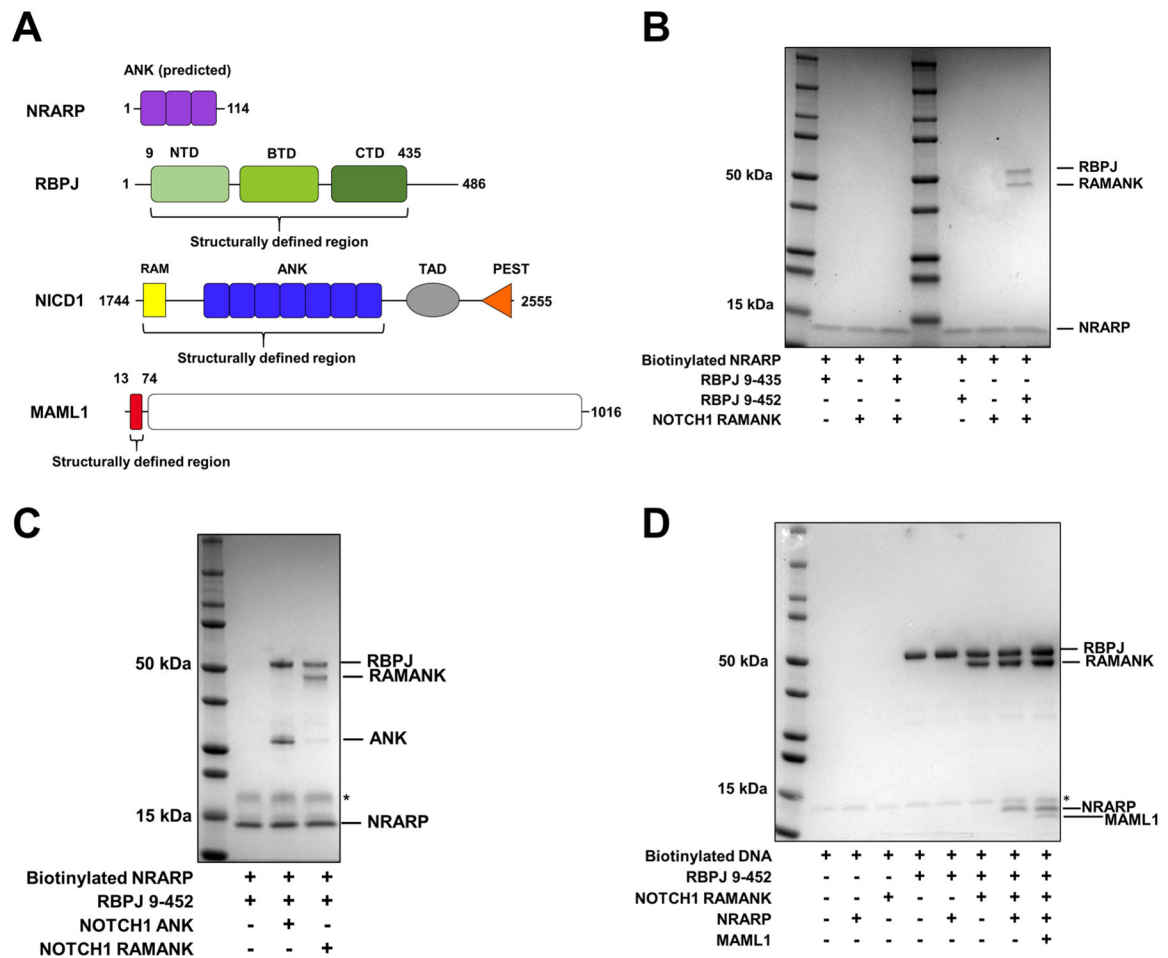 A
ANK (predicted)
NRARP
1
114
9 NTD BTD CTD 435
RBPJ
1
486
Structurally defined region
RAM ANK TAD PEST
NICD1
1744
2555
Structurally defined region
13 74
MAML1
1016
Structurally defined region
B
50 kDa
15 kDa
RBPJ
RAMANK
NRARP
Biotinylated NRARP + + + + + +
RBPJ 9-435 + - + - - -
RBPJ 9-452 - - - + - +
NOTCH1 RAMANK - + + - + +
C
50 kDa
15 kDa
RBPJ
RAMANK
ANK
*
NRARP
Biotinylated NRARP + + +
RBPJ 9-452 + + +
NOTCH1 ANK - + -
NOTCH1 RAMANK - - +
D
50 kDa
15 kDa
RBPJ
RAMANK
*
NRARP
MAML1
Biotinylated DNA + + + + + + + +
RBPJ 9-452 - - - + + + + +
NOTCH1 RAMANK - - + - - + + +
NRARP - + - - + - + +
MAML1 - - - - - - - +